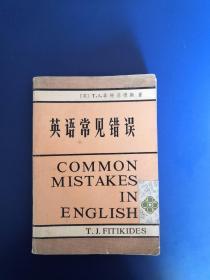 英语常见错误
COMMON
MISTAKES
IN
ENGLISH
T. J. FITIKIDES